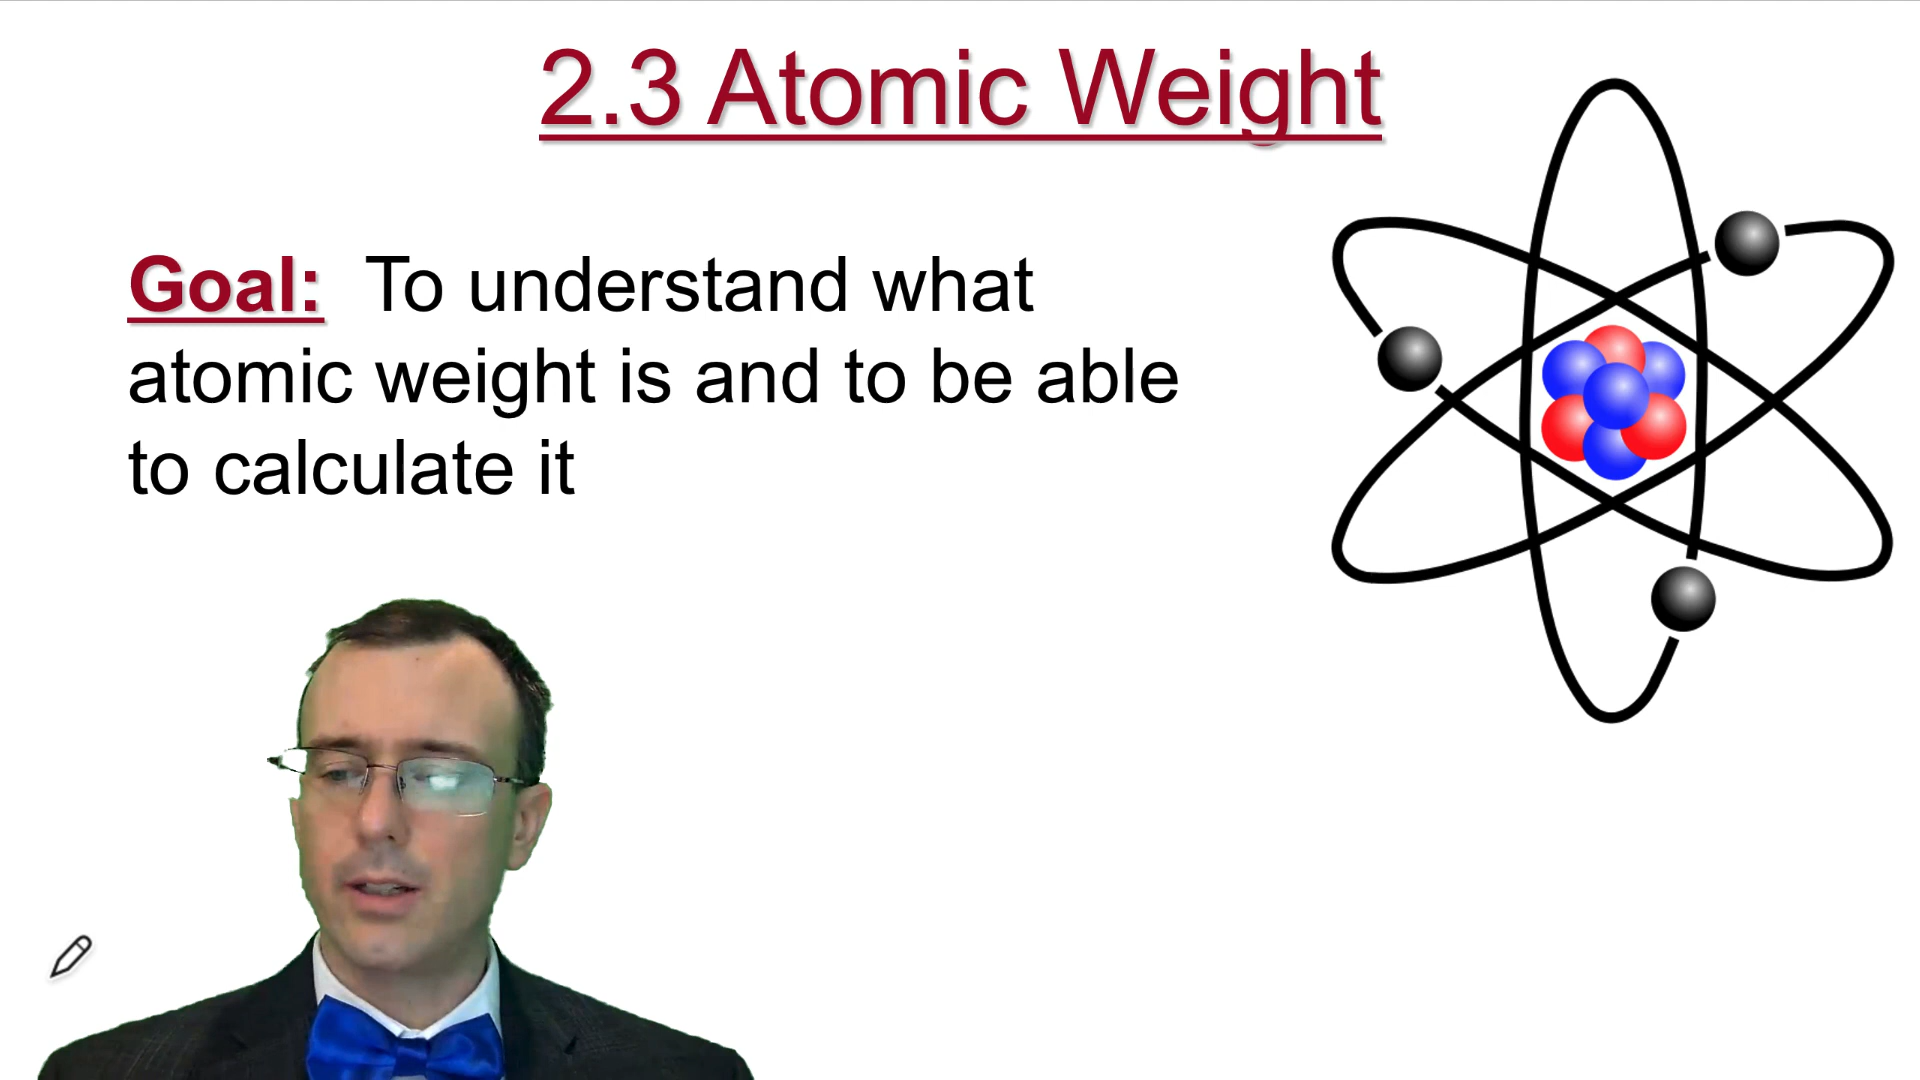 2.3 Atomic Weight
Goal: To understand what
atomic weight is and to be able
to calculate it